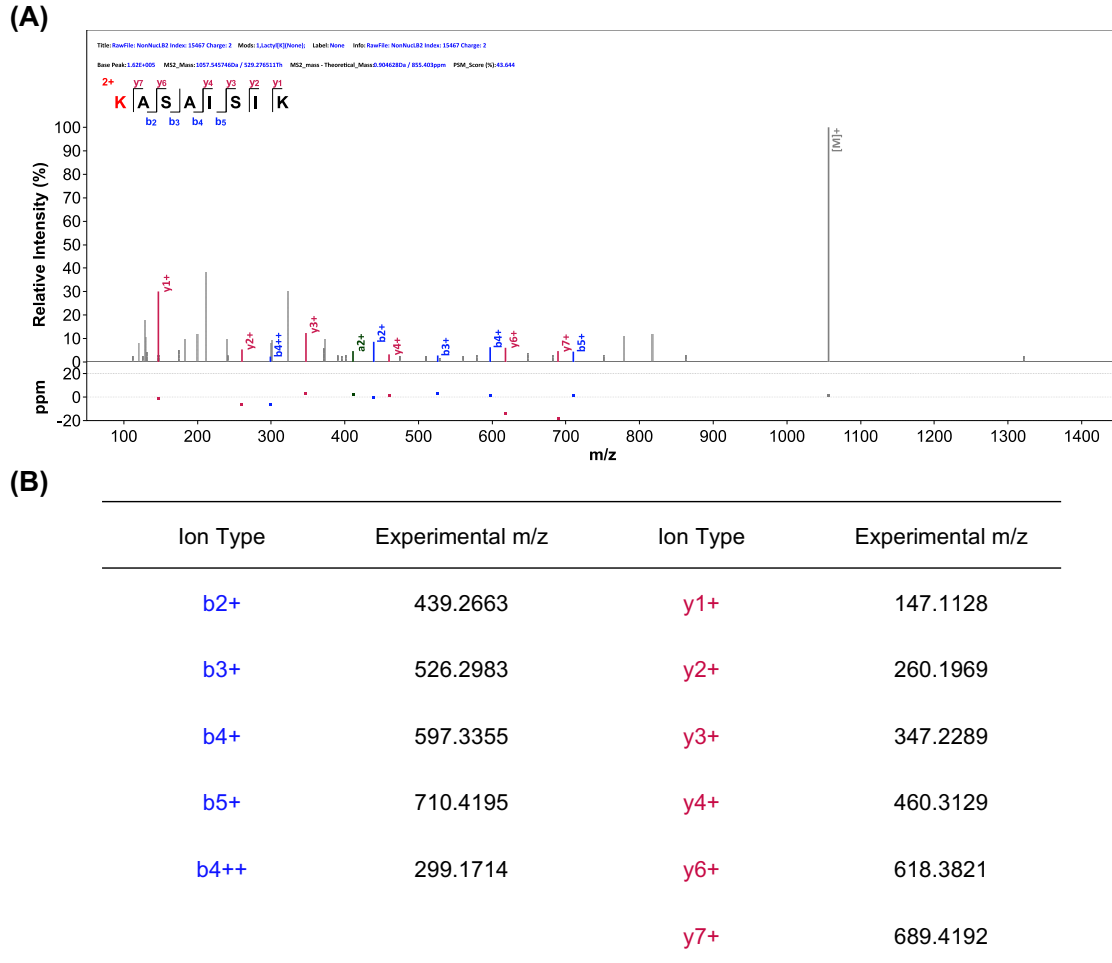 (A)
Title: RawFile: NonNucLB2 Index: 15467 Charge: 2 Mods: 1,Lactyl[K](None); Label: None Info: RawFile: NonNucLB2 Index: 15467 Charge: 2
Base Peak: 1.62E+005 MS2_Mass: 1057.545746Da / 529.276511Th MS2_mass - Theoretical_Mass: 0.904628Da / 855.403ppm PSM_Score (%): 43.644
2+ y7 y6 y4 y3 y2 y1
K A S A I S I K
b2 b3 b4 b5
Relative Intensity (%)
100
90
80
70
60
50
40
30
20
10
0
y1+ y2+ b4++ y3+ a2+ b2+ y4+ b3+ b4+ y6+ y7+ b5+ [M]+
ppm
20
0
-20
100 200 300 400 500 600 700 800 900 1000 1100 1200 1300 1400
m/z
(B)
Ion Type Experimental m/z Ion Type Experimental m/z
b2+ 439.2663 y1+ 147.1128
b3+ 526.2983 y2+ 260.1969
b4+ 597.3355 y3+ 347.2289
b5+ 710.4195 y4+ 460.3129
b4++ 299.1714 y6+ 618.3821
y7+ 689.4192